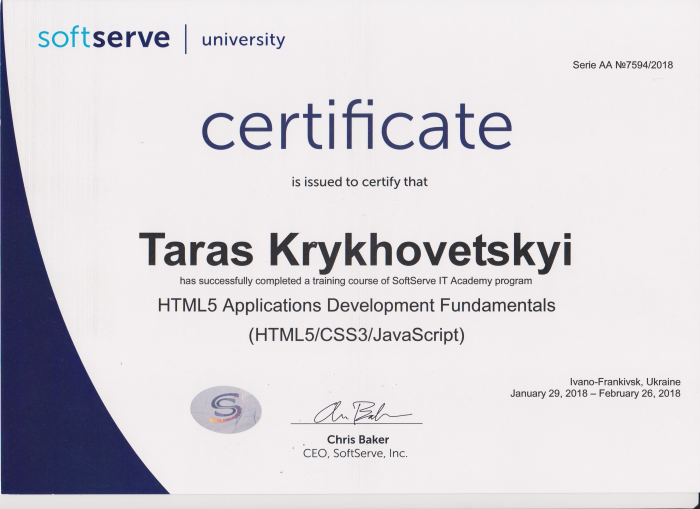 softserve | university
Serie AA №7594/2018
certificate
is issued to certify that
Taras Krykhovetskyi
has successfully completed a training course of SoftServe IT Academy program
HTML5 Applications Development Fundamentals
(HTML5/CSS3/JavaScript)
Ivano-Frankivsk, Ukraine
January 29, 2018 – February 26, 2018
Chris Baker
CEO, SoftServe, Inc.